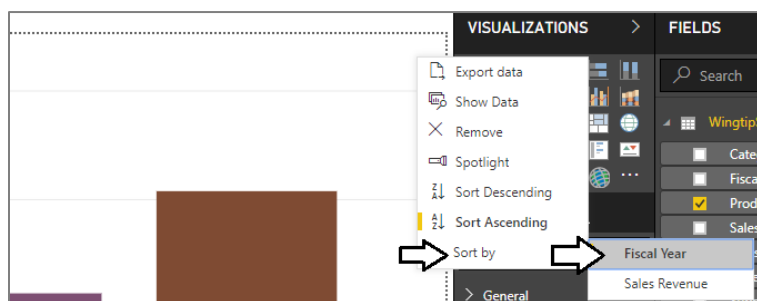 VISUALIZATIONS
FIELDS
Search
Export data
Show Data
Remove
Spotlight
Sort Descending
Sort Ascending
Sort by
Fiscal Year
Sales Revenue
General